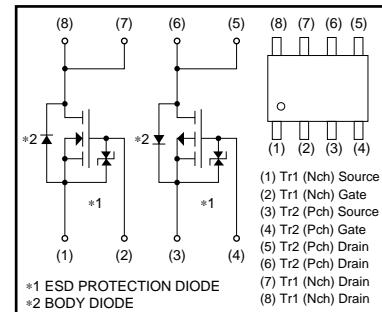 (8) (7) (6) (5)
(8) (7) (6) (5)
∗2 ∗2
∗1 ∗1
(1) (2) (3) (4)
(1) (2) (3) (4)
(1) Tr1 (Nch) Source
(2) Tr1 (Nch) Gate
(3) Tr2 (Pch) Source
(4) Tr2 (Pch) Gate
(5) Tr2 (Pch) Drain
(6) Tr2 (Pch) Drain
(7) Tr1 (Nch) Drain
(8) Tr1 (Nch) Drain
∗1 ESD PROTECTION DIODE
∗2 BODY DIODE